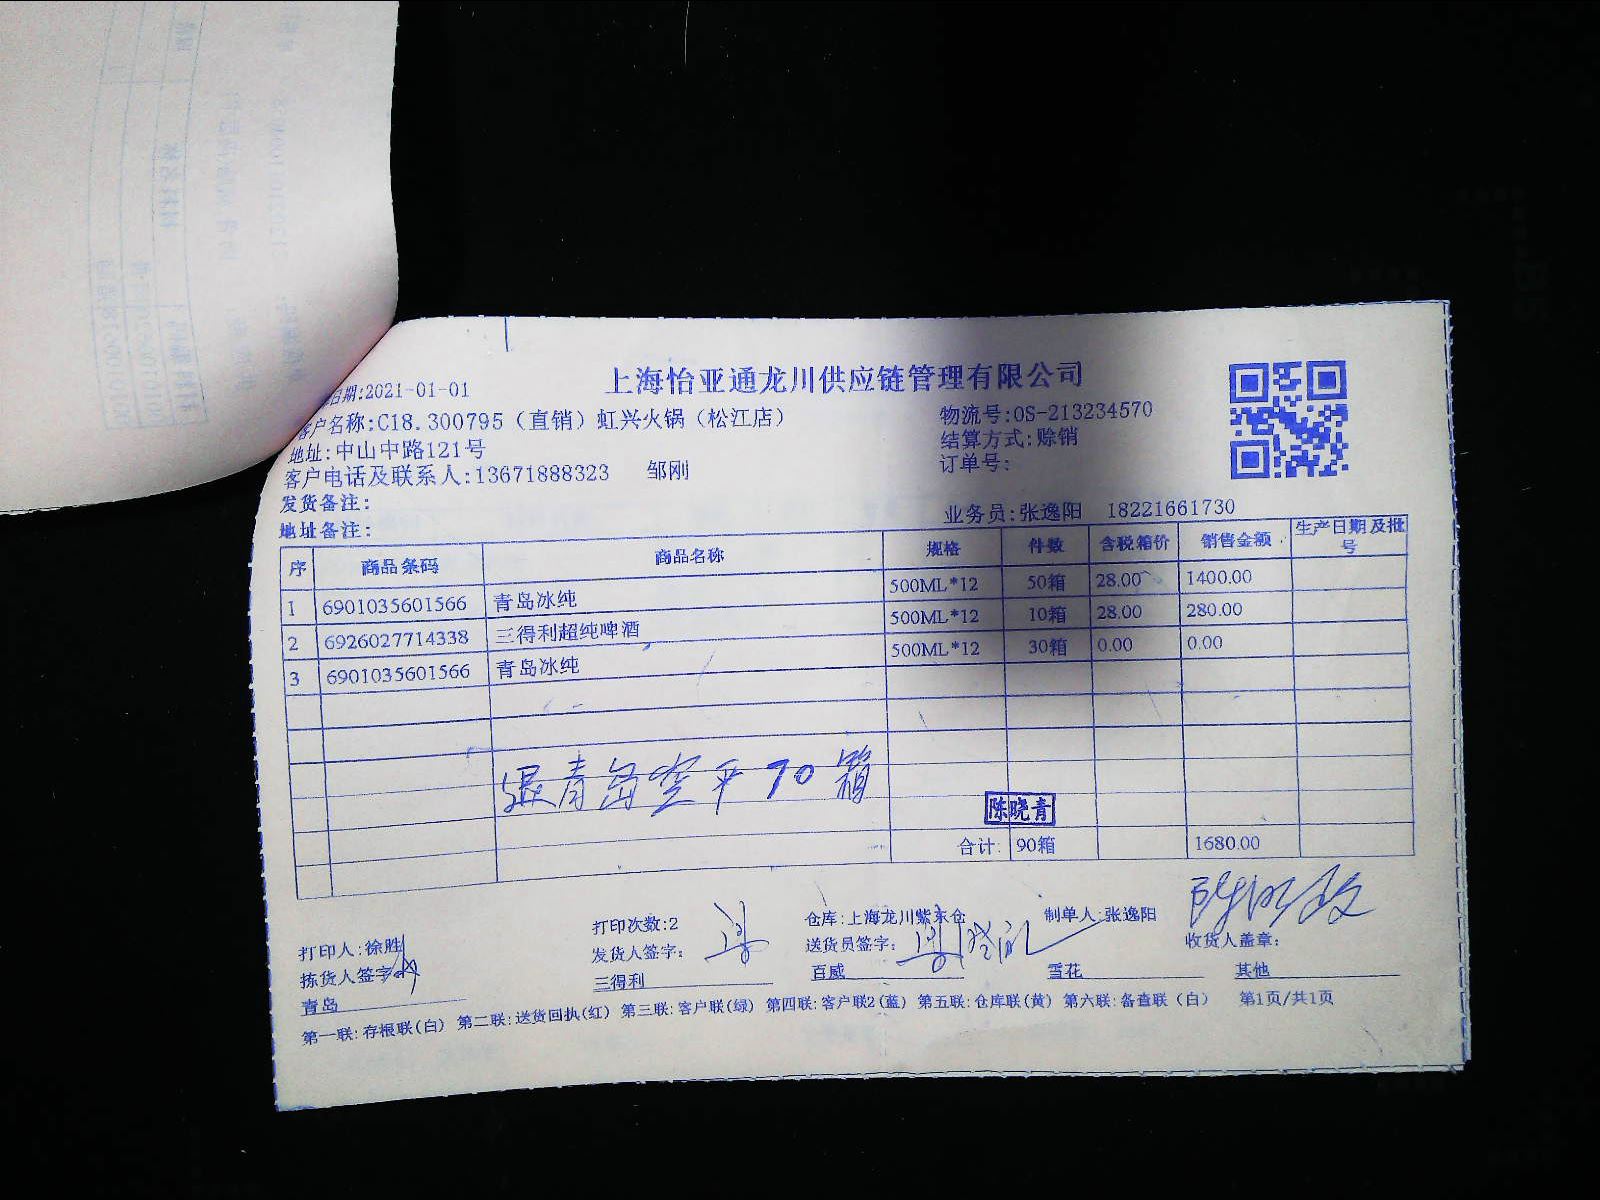 上海怡亚通龙川供应链管理有限公司
日期:2021-01-01
客户名称:C18.300795（直销）虹兴火锅（松江店）
物流号:OS-213234570
地址:中山中路121号
结算方式:赊销
客户电话及联系人:13671888323 邹刚
订单号:
发货备注:
地址备注:
业务员:张逸阳 18221661730
序 商品条码 商品名称 规格 件数 含税箱价 销售金额 生产日期及批号
1 6901035601566 青岛冰纯 500ML*12 50箱 28.00 1400.00
2 6926027714338 三得利超纯啤酒 500ML*12 10箱 28.00 280.00
3 6901035601566 青岛冰纯 500ML*12 30箱 0.00 0.00
退青岛空平70箱
陈晓青
合计: 90箱 1680.00
打印人:徐胜 打印次数:2 仓库:上海龙川紫东仓 制单人:张逸阳
拣货人签字: 发货人签字: 送货员签字: 收货人盖章:
青岛 三得利 百威 雪花 其他
第一联:存根联(白) 第二联:送货回执(红) 第三联:客户联(绿) 第四联:客户联2(蓝) 第五联:仓库联(黄) 第六联:备查联（白） 第1页/共1页